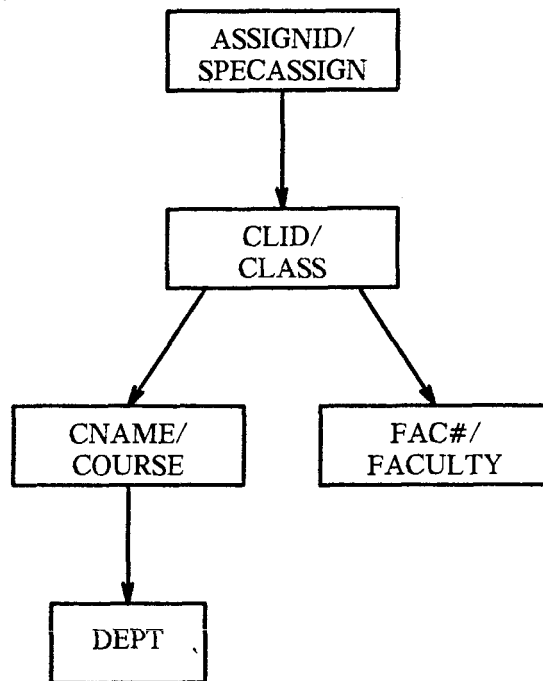 ASSIGNID/
SPECASSIGN
CLID/
CLASS
CNAME/
COURSE
FAC#/
FACULTY
DEPT